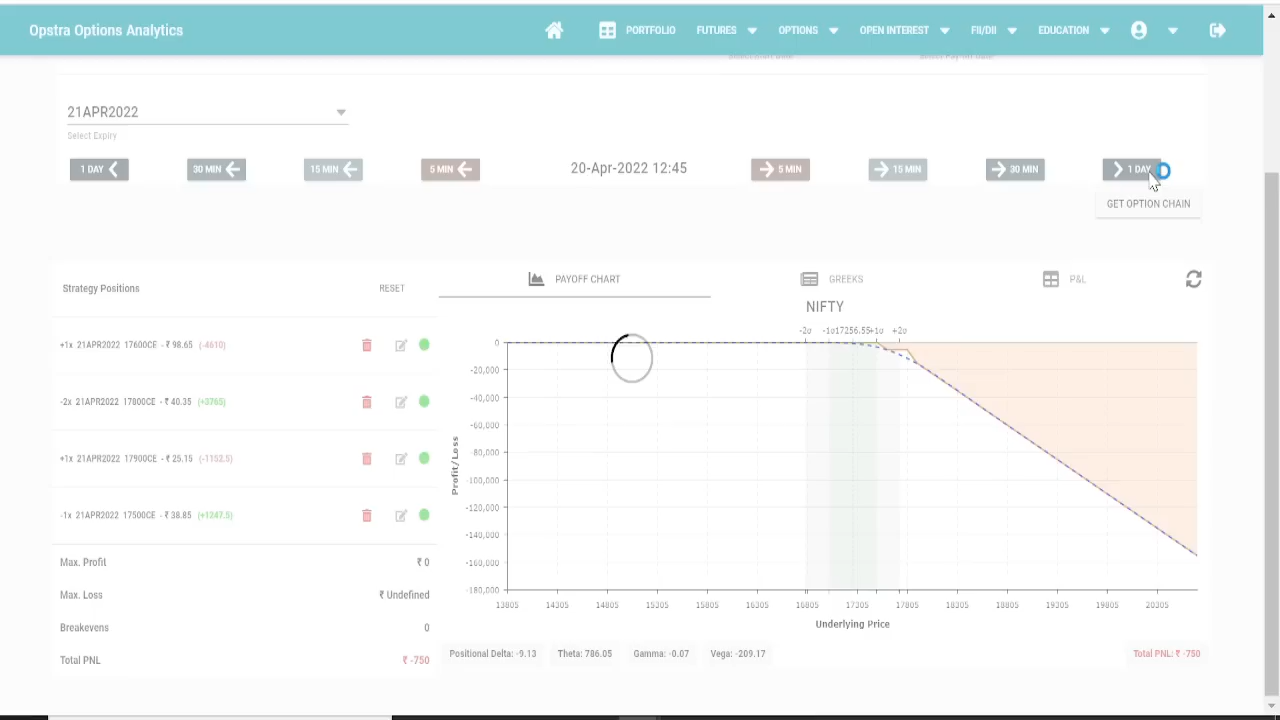 Opstra Options Analytics PORTFOLIO FUTURES OPTIONS OPEN INTEREST FII/DII EDUCATION
21APR2022
Select Expiry
1 DAY 30 MIN 15 MIN 5 MIN 20-Apr-2022 12:45 5 MIN 15 MIN 30 MIN 1 DAY
GET OPTION CHAIN
Strategy Positions RESET
+1x 21APR2022 17600CE - ₹ 98.65 (-4610)
-2x 21APR2022 17800CE - ₹ 40.35 (+3765)
+1x 21APR2022 17900CE - ₹ 25.15 (-1152.5)
-1x 21APR2022 17500CE - ₹ 38.85 (+1247.5)
Max. Profit ₹ 0
Max. Loss ₹ Undefined
Breakevens 0
Total PNL ₹ -750
PAYOFF CHART GREEKS P&L
NIFTY
-2σ -1σ 17256.55 +1σ +2σ
0
-20,000
-40,000
-60,000
-80,000
-100,000
-120,000
-140,000
-160,000
-180,000
Profit/Loss
13805 14305 14805 15305 15805 16305 16805 17305 17805 18305 18805 19305 19805 20305
Underlying Price
Positional Delta: -9.13 Theta: 786.05 Gamma: -0.07 Vega: -209.17 Total PNL: ₹ -750